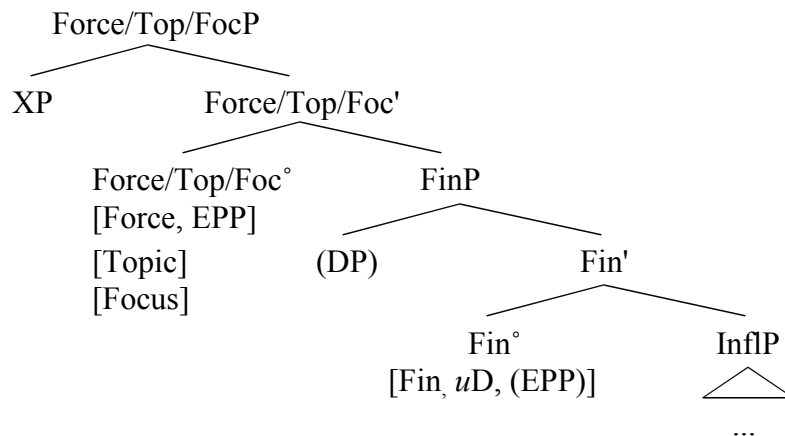 Force/Top/FocP
XP Force/Top/Foc'
Force/Top/Foc˚ FinP
[Force, EPP]
[Topic] (DP) Fin'
[Focus]
Fin˚ InflP
[Fin, uD, (EPP)]
...